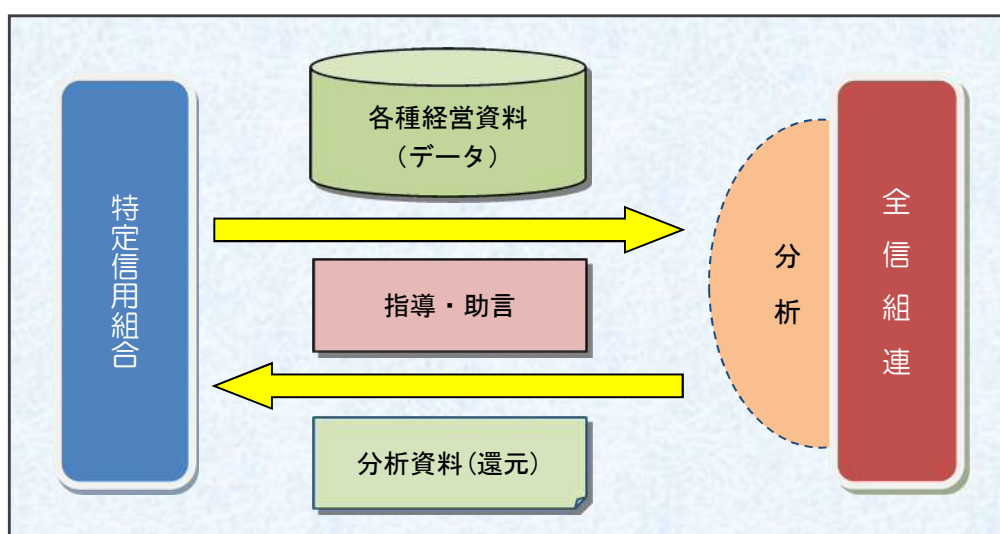 各種経営資料
（データ）
特定信用組合
指導・助言
分析資料（還元）
分析
全信組連